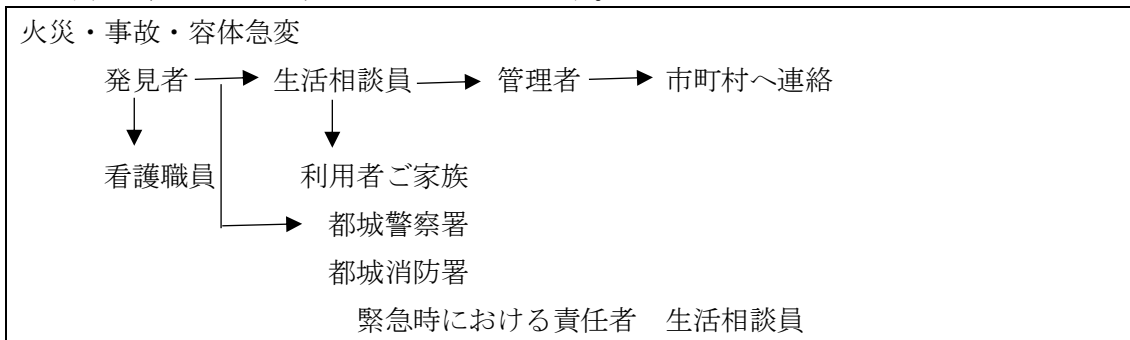 火災・事故・容体急変
発見者 生活相談員 管理者 市町村へ連絡
看護職員 利用者ご家族
都城警察署
都城消防署
緊急時における責任者 生活相談員